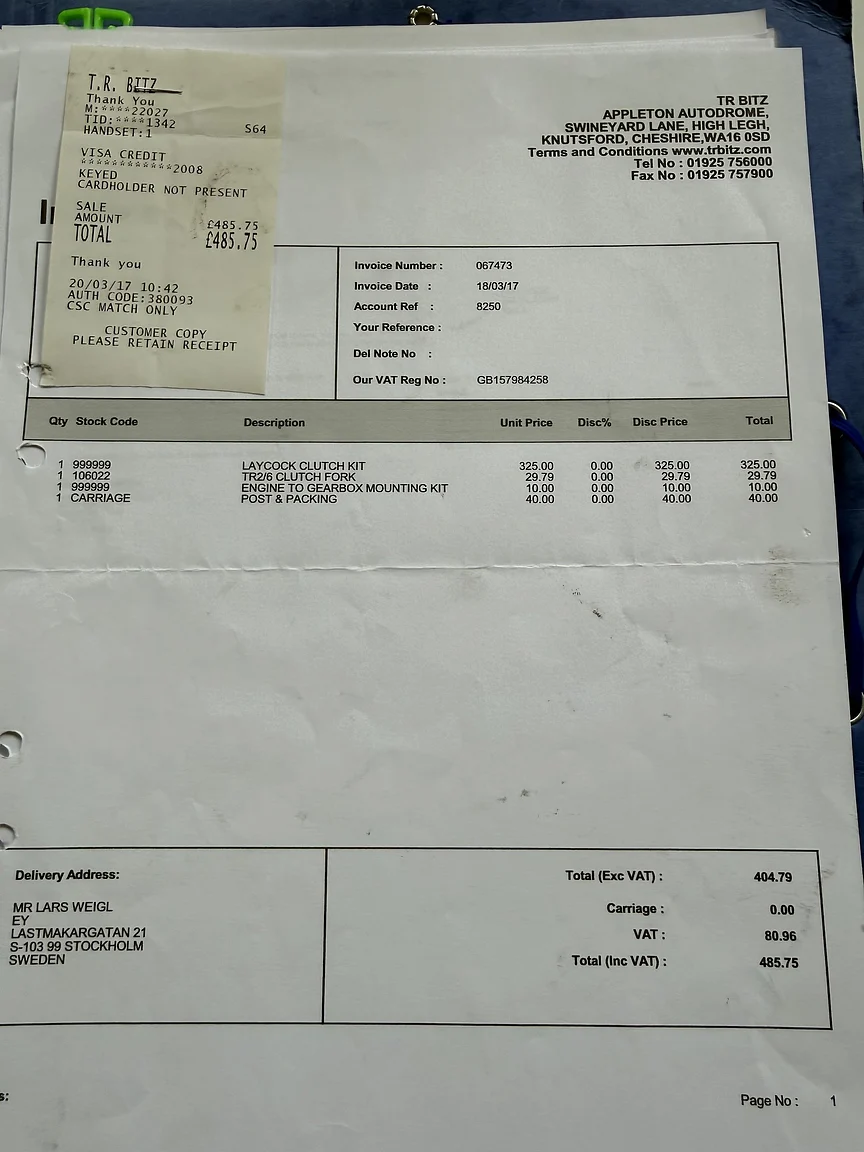 T.R. BITZ
Thank You
M:****22027
TID:****1342
HANDSET:1 S64
VISA CREDIT
************2008
KEYED
CARDHOLDER NOT PRESENT
SALE
AMOUNT £485.75
TOTAL £485.75
Thank you
20/03/17 10:42
AUTH CODE:380093
CSC MATCH ONLY
CUSTOMER COPY
PLEASE RETAIN RECEIPT
TR BITZ
APPLETON AUTODROME,
SWINEYARD LANE, HIGH LEGH,
KNUTSFORD, CHESHIRE,WA16 0SD
Terms and Conditions www.trbitz.com
Tel No : 01925 756000
Fax No : 01925 757900
Invoice Number : 067473
Invoice Date : 18/03/17
Account Ref : 8250
Your Reference :
Del Note No :
Our VAT Reg No : GB157984258
Qty Stock Code Description Unit Price Disc% Disc Price Total
1 999999 LAYCOCK CLUTCH KIT 325.00 0.00 325.00 325.00
1 106022 TR2/6 CLUTCH FORK 29.79 0.00 29.79 29.79
1 999999 ENGINE TO GEARBOX MOUNTING KIT 10.00 0.00 10.00 10.00
1 CARRIAGE POST & PACKING 40.00 0.00 40.00 40.00
Delivery Address:
MR LARS WEIGL
EY
LASTMAKARGATAN 21
S-103 99 STOCKHOLM
SWEDEN
Total (Exc VAT) : 404.79
Carriage : 0.00
VAT : 80.96
Total (Inc VAT) : 485.75
s:
Page No : 1